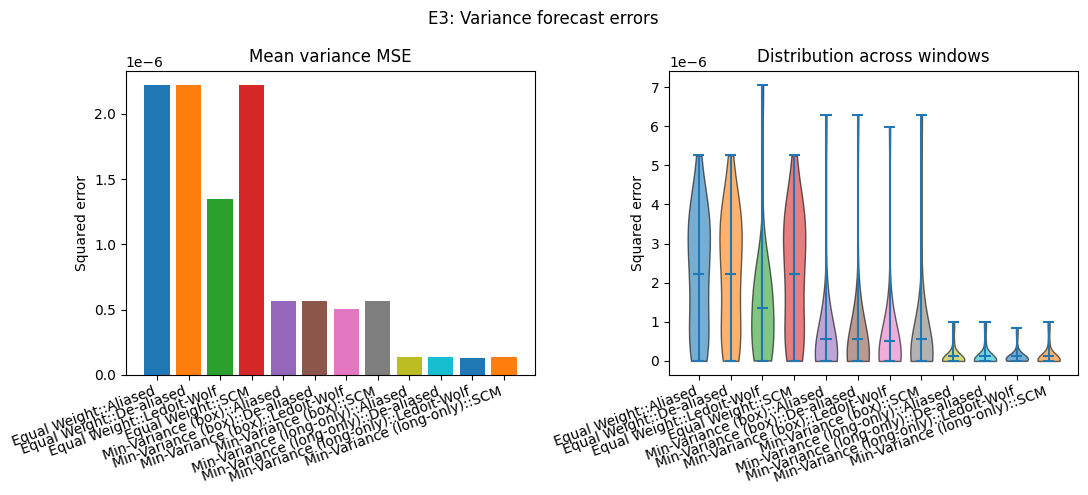 E3: Variance forecast errors
Mean variance MSE
1e−6
Squared error
2.0
1.5
1.0
0.5
0.0
Equal Weight::Aliased
Equal Weight::De-aliased
Equal Weight::Ledoit-Wolf
Equal Weight::SCM
Min-Variance (box)::Aliased
Min-Variance (box)::De-aliased
Min-Variance (box)::Ledoit-Wolf
Min-Variance (box)::SCM
Min-Variance (long-only)::Aliased
Min-Variance (long-only)::De-aliased
Min-Variance (long-only)::Ledoit-Wolf
Min-Variance (long-only)::SCM
Distribution across windows
1e−6
Squared error
7
6
5
4
3
2
1
0
Equal Weight::Aliased
Equal Weight::De-aliased
Equal Weight::Ledoit-Wolf
Equal Weight::SCM
Min-Variance (box)::Aliased
Min-Variance (box)::De-aliased
Min-Variance (box)::Ledoit-Wolf
Min-Variance (box)::SCM
Min-Variance (long-only)::Aliased
Min-Variance (long-only)::De-aliased
Min-Variance (long-only)::Ledoit-Wolf
Min-Variance (long-only)::SCM